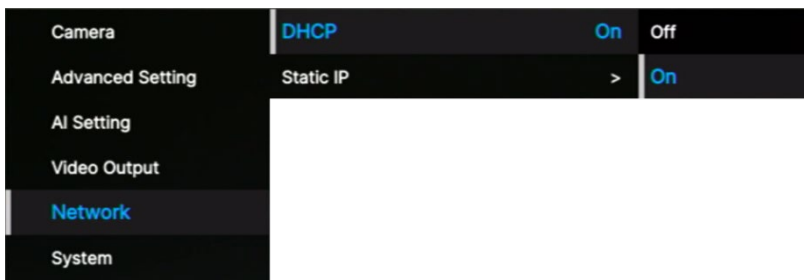 Camera
DHCP On Off
Advanced Setting
Static IP > On
AI Setting
Video Output
Network
System